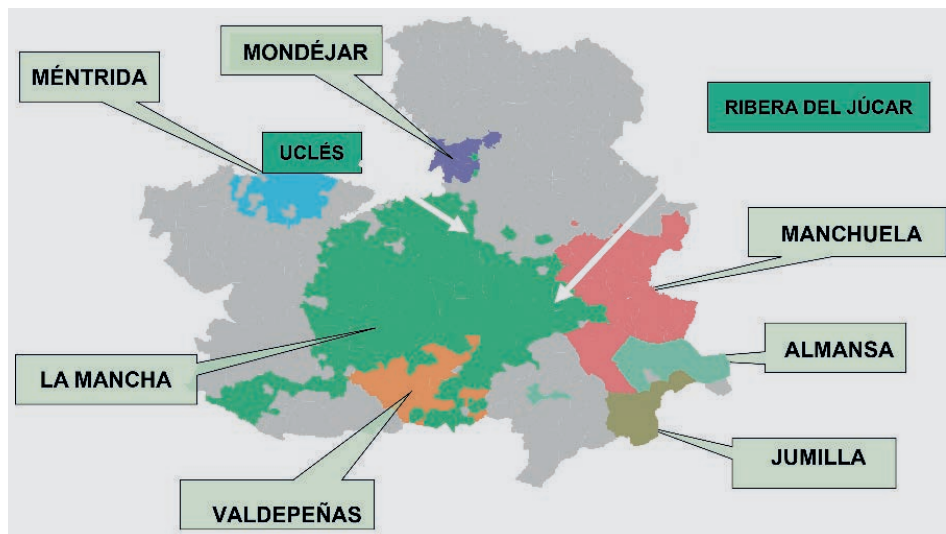 MONDÉJAR
MÉNTRIDA
RIBERA DEL JÚCAR
UCLÉS
MANCHUELA
ALMANSA
LA MANCHA
JUMILLA
VALDEPEÑAS